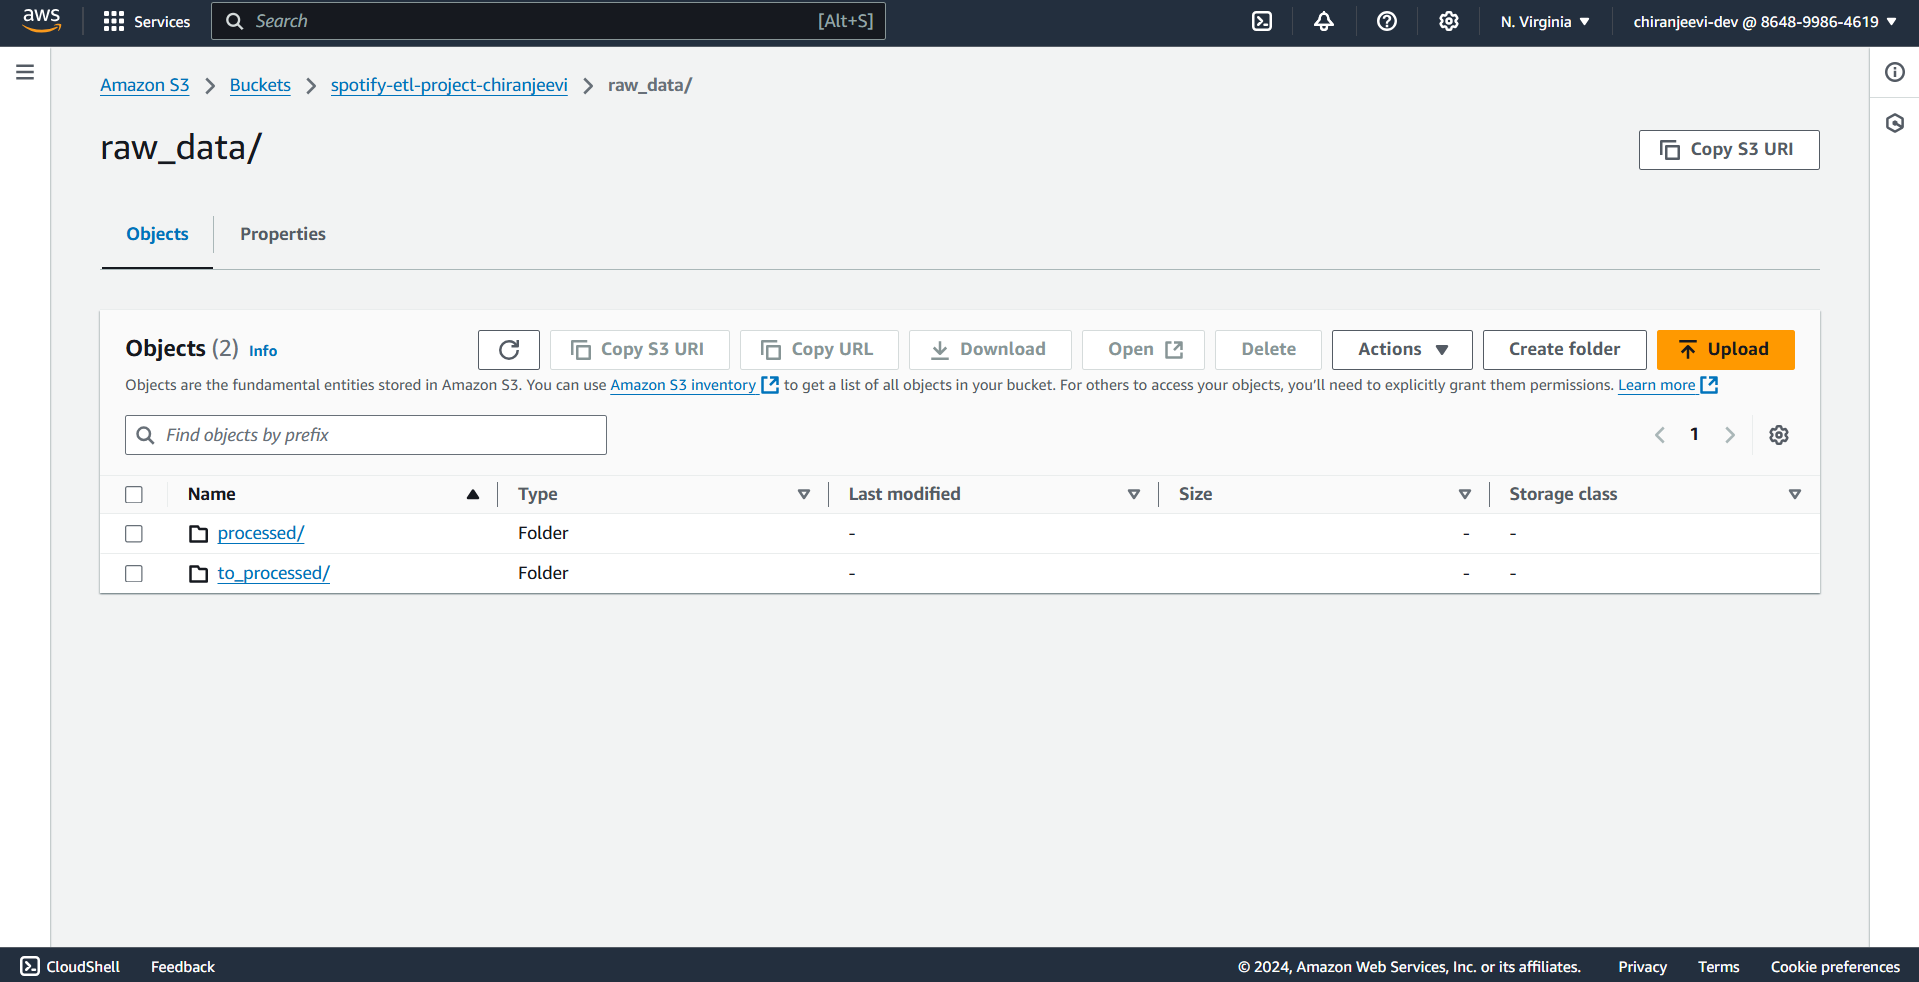 aws Services Search [Alt+S] N. Virginia chiranjeevi-dev @ 8648-9986-4619
Amazon S3 Buckets spotify-etl-project-chiranjeevi raw_data/
raw_data/
Copy S3 URI
Objects Properties
Objects (2) Info Copy S3 URI Copy URL Download Open Delete Actions Create folder Upload
Objects are the fundamental entities stored in Amazon S3. You can use Amazon S3 inventory to get a list of all objects in your bucket. For others to access your objects, you’ll need to explicitly grant them permissions. Learn more
Find objects by prefix 1
Name Type Last modified Size Storage class
processed/ Folder - - -
to_processed/ Folder - - -
CloudShell Feedback © 2024, Amazon Web Services, Inc. or its affiliates. Privacy Terms Cookie preferences